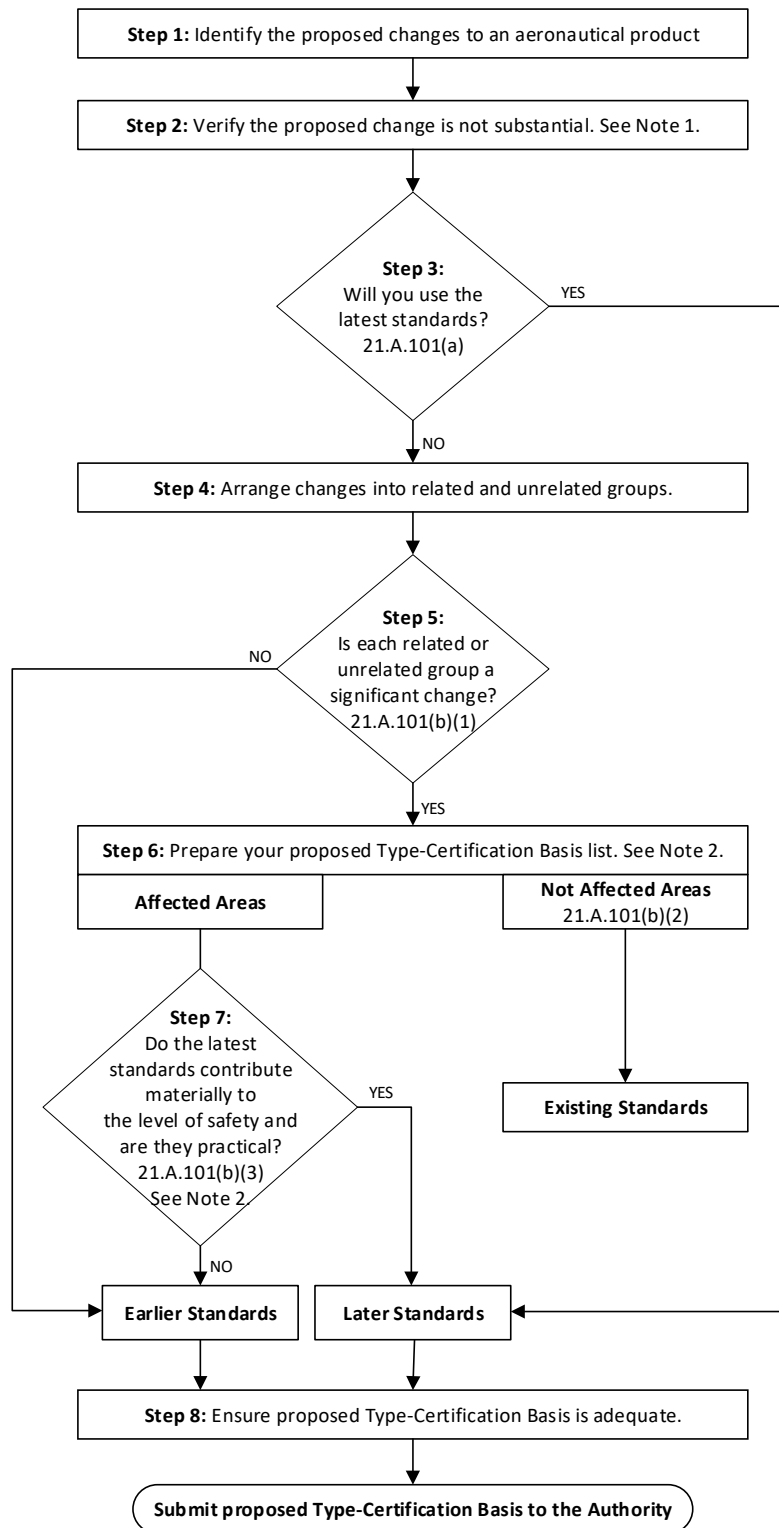 Step 1: Identify the proposed changes to an aeronautical product
Step 2: Verify the proposed change is not substantial. See Note 1.
Step 3:
Will you use the
latest standards?
21.A.101(a)
YES
NO
Step 4: Arrange changes into related and unrelated groups.
Step 5:
Is each related or
unrelated group a
significant change?
21.A.101(b)(1)
NO
YES
Step 6: Prepare your proposed Type-Certification Basis list. See Note 2.
Affected Areas
Not Affected Areas
21.A.101(b)(2)
Step 7:
Do the latest
standards contribute
materially to
the level of safety and
are they practical?
21.A.101(b)(3)
See Note 2.
YES
Existing Standards
NO
Earlier Standards
Later Standards
Step 8: Ensure proposed Type-Certification Basis is adequate.
Submit proposed Type-Certification Basis to the Authority